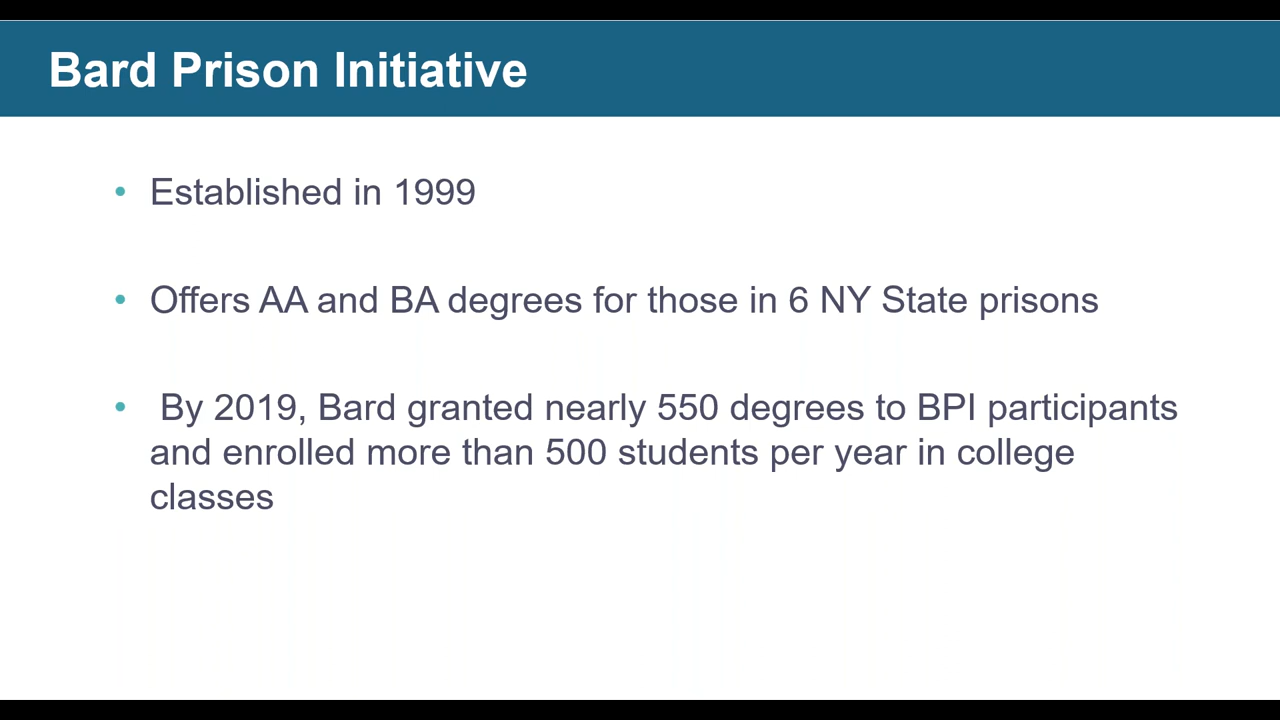 Bard Prison Initiative
• Established in 1999
• Offers AA and BA degrees for those in 6 NY State prisons
• By 2019, Bard granted nearly 550 degrees to BPI participants
and enrolled more than 500 students per year in college
classes